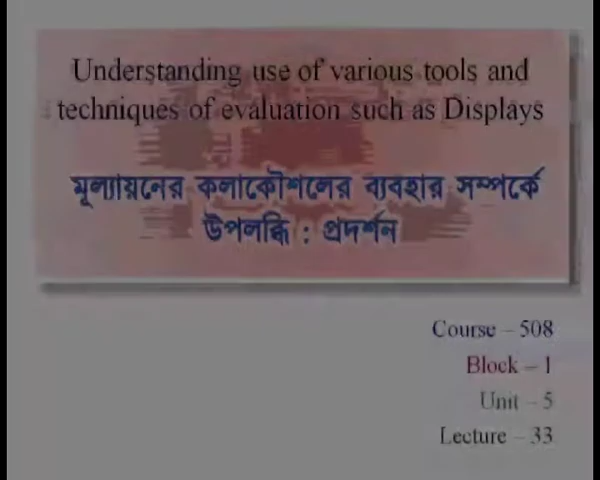 Understanding use of various tools and
techniques of evaluation such as Displays
মূল্যায়নের কলাকৌশলের ব্যবহার সম্পর্কে
উপলব্ধি : প্রদর্শন
Course – 508
Block – 1
Unit – 5
Lecture – 33